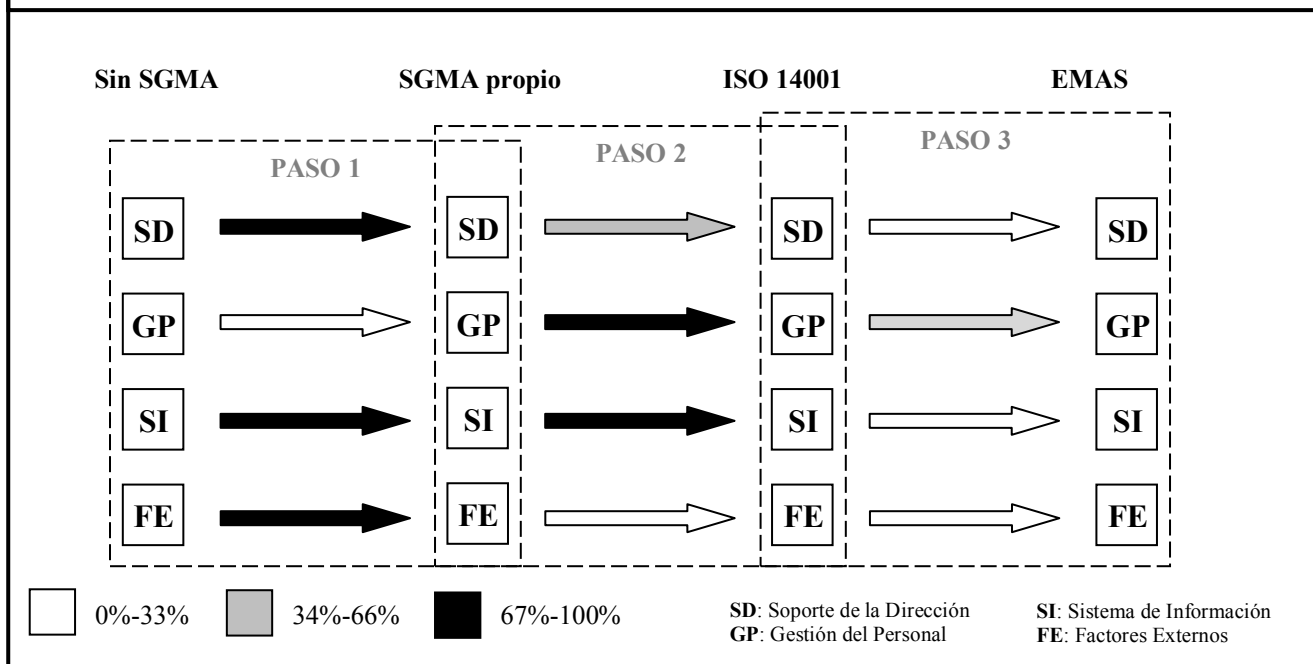 Sin SGMA SGMA propio ISO 14001 EMAS
PASO 1 PASO 2 PASO 3
SD SD SD SD
GP GP GP GP
SI SI SI SI
FE FE FE FE
0%-33% 34%-66% 67%-100%
SD: Soporte de la Dirección SI: Sistema de Información
GP: Gestión del Personal FE: Factores Externos